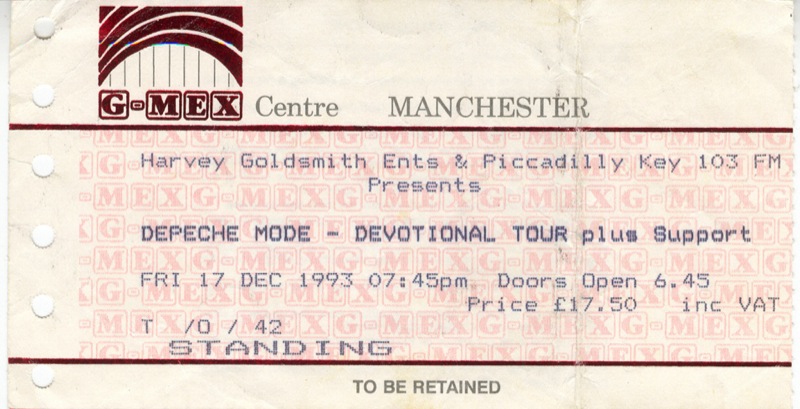 G-MEX Centre MANCHESTER
Harvey Goldsmith Ents & Piccadilly Key 103 FM
Presents
DEPECHE MODE - DEVOTIONAL TOUR plus Support
FRI 17 DEC 1993 07:45pm Doors Open 6.45
Price £17.50 inc VAT
T /0 / 42
STANDING
TO BE RETAINED